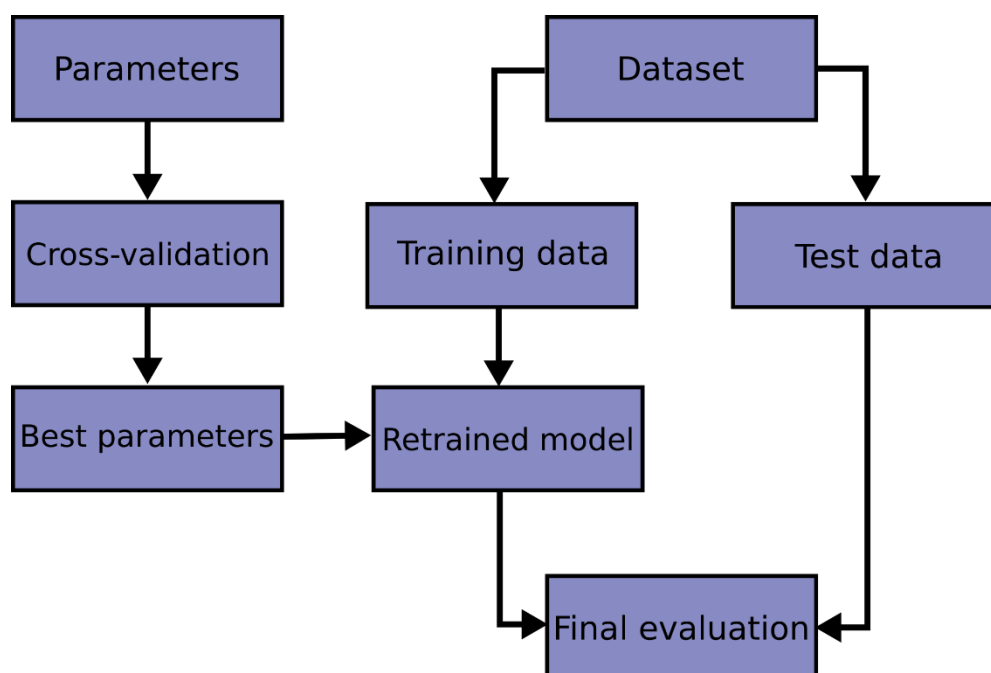 Parameters
Dataset
Cross-validation
Training data
Test data
Best parameters
Retrained model
Final evaluation